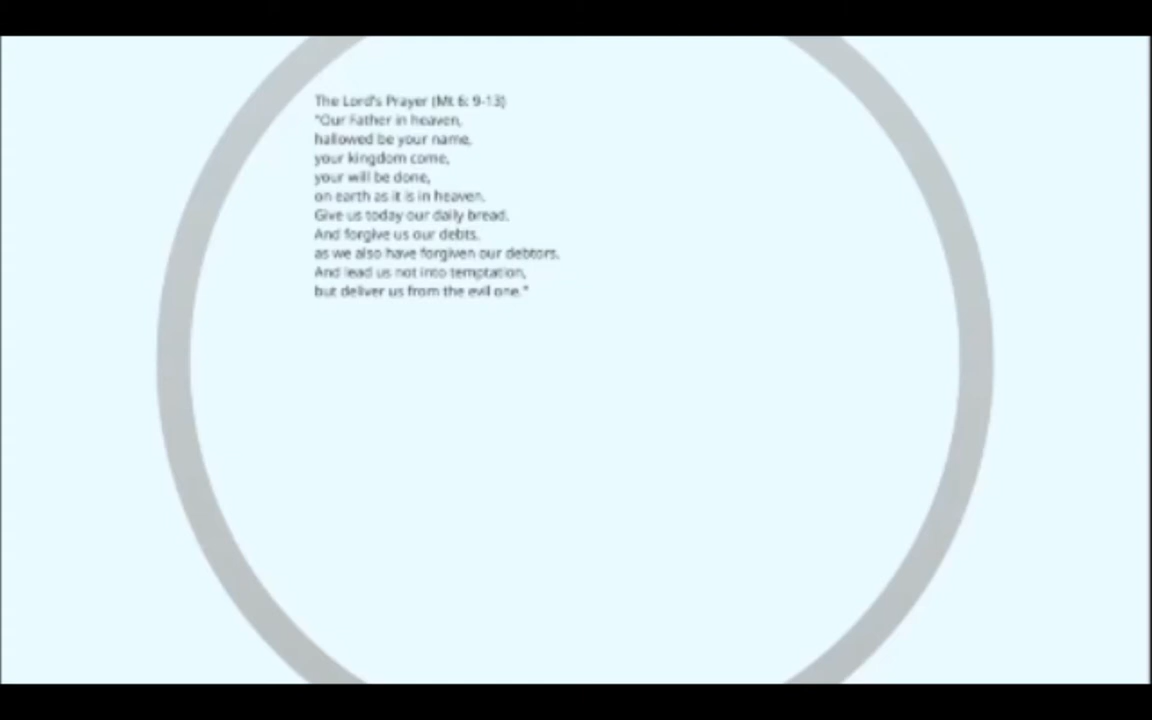 The Lord's Prayer (Mt 6: 9-13)
"Our Father in heaven,
hallowed be your name,
your kingdom come,
your will be done,
on earth as it is in heaven.
Give us today our daily bread.
And forgive us our debts,
as we also have forgiven our debtors.
And lead us not into temptation,
but deliver us from the evil one."